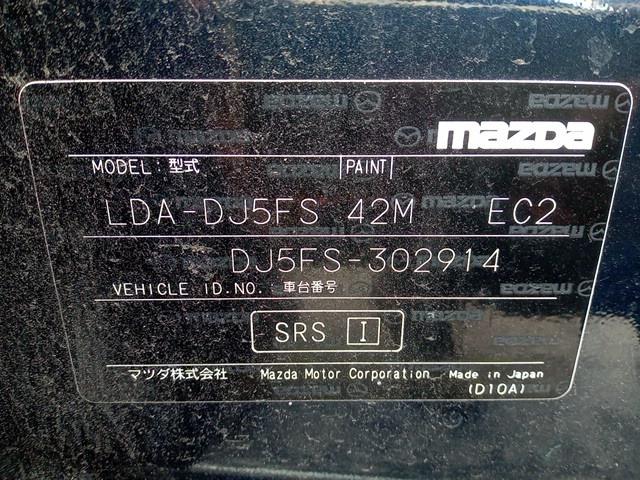 mazda
MODEL:型式 PAINT
LDA-DJ5FS 42M EC2
DJ5FS-302914
VEHICLE ID.NO.:車台番号
SRS I
マツダ株式会社 Mazda Motor Corporation Made in Japan
(D10A)